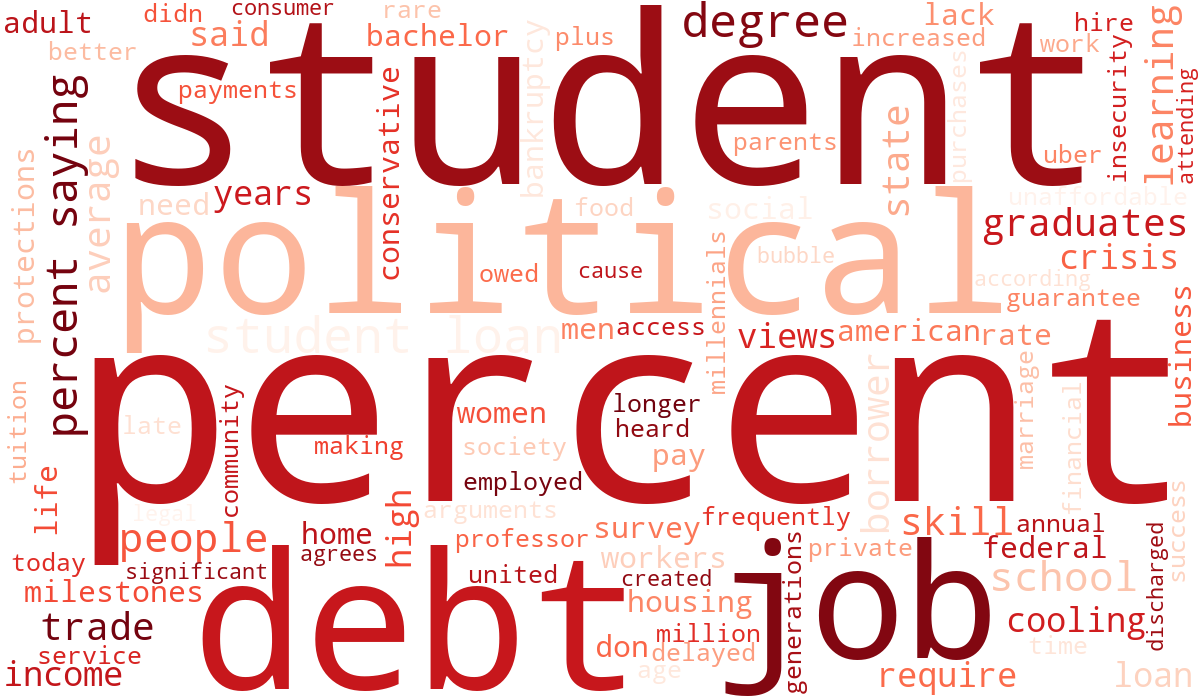 adult
didn
consumer
rare
said
bachelor
plus
degree
lack
increased
hire
work
better
student
payments
percent saying
conservative
bankruptcy
parents
purchases
insecurity
learning
attending
uber
state
average
protections
need
years
food
social
unaffordable
graduates
crisis
political
owed
cause
bubble
according
guarantee
millennials
student loan
men
access
views
american
rate
business
percent
tuition
late
community
making
women
society
longer
heard
pay
borrower
marriage
financial
employed
arguments
legal
life
people
home
agrees
high
professor
survey
frequently
skill
annual
federal
success
today
significant
milestones
united
workers
created
private
generations
school
discharged
trade
service
income
debt
housing
don
million
delayed
age
job
cooling
time
require
loan